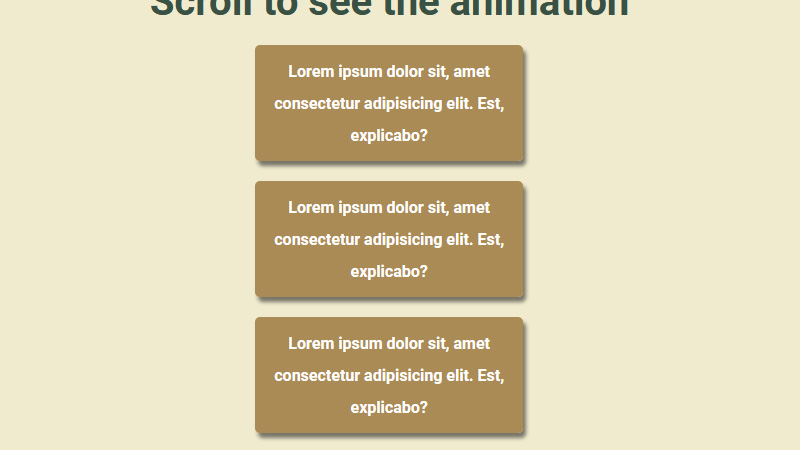 Scroll to see the animation
Lorem ipsum dolor sit, amet
consectetur adipisicing elit. Est,
explicabo?
Lorem ipsum dolor sit, amet
consectetur adipisicing elit. Est,
explicabo?
Lorem ipsum dolor sit, amet
consectetur adipisicing elit. Est,
explicabo?